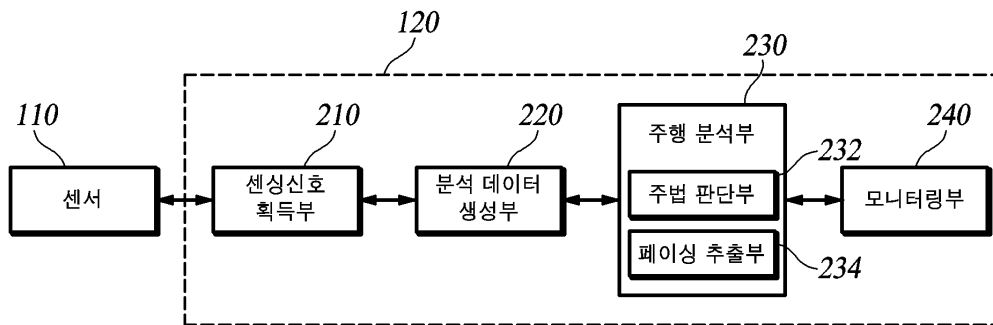 120
230
110
210
220
240
주행 분석부
232
센서
센싱신호
획득부
분석 데이터
생성부
주법 판단부
모니터링부
페이싱 추출부
234